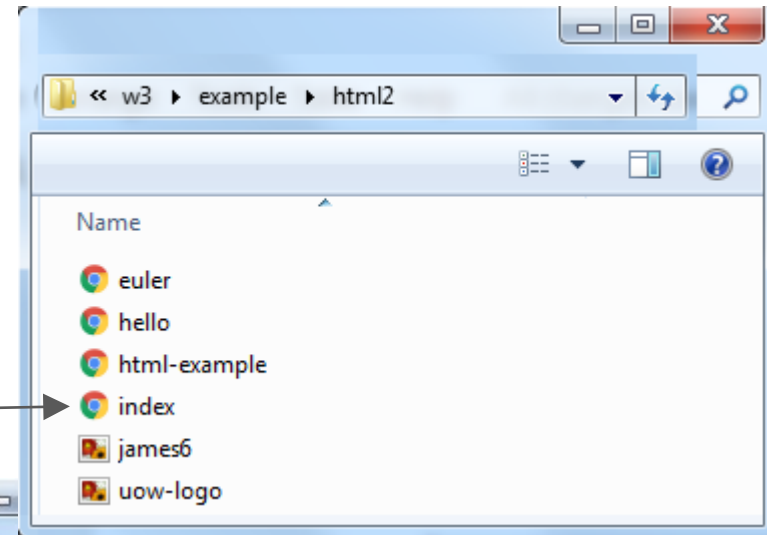 « w3 ▸ example ▸ html2
Name
euler
hello
html-example
index
james6
uow-logo